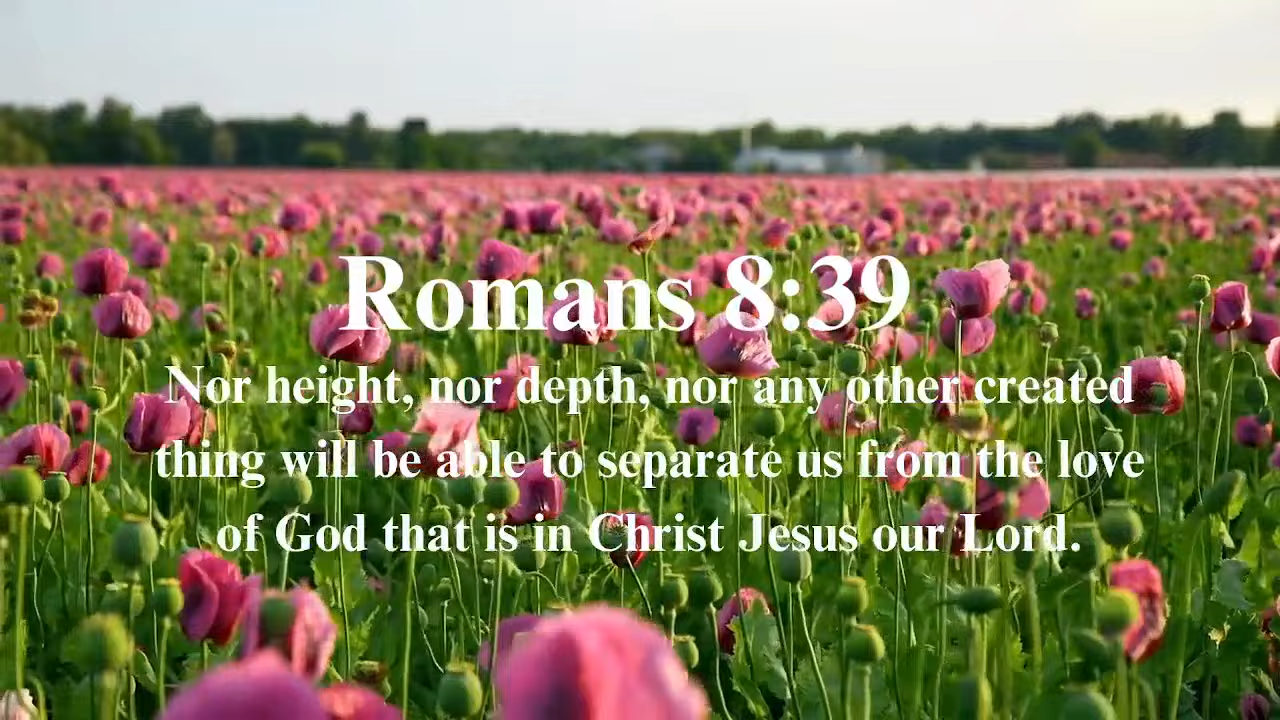 Romans 8:39
Nor height, nor depth, nor any other created
thing will be able to separate us from the love
of God that is in Christ Jesus our Lord.